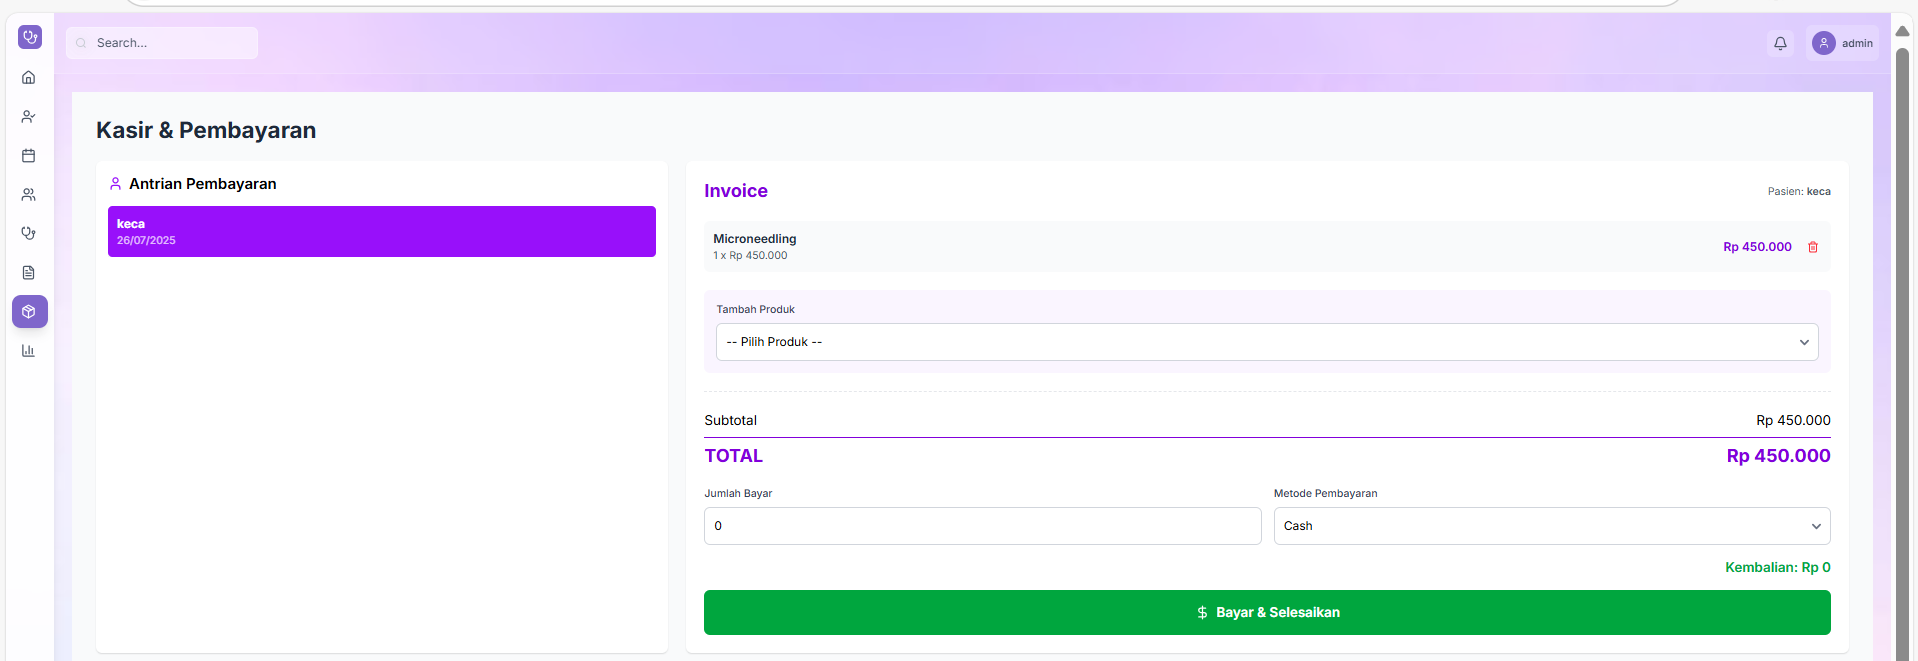 Search...
admin
Kasir & Pembayaran
Antrian Pembayaran
keca
26/07/2025
Invoice
Pasien: keca
Microneedling
1 x Rp 450.000
Rp 450.000
Tambah Produk
-- Pilih Produk --
Subtotal
Rp 450.000
TOTAL
Rp 450.000
Jumlah Bayar
0
Metode Pembayaran
Cash
Kembalian: Rp 0
$ Bayar & Selesaikan